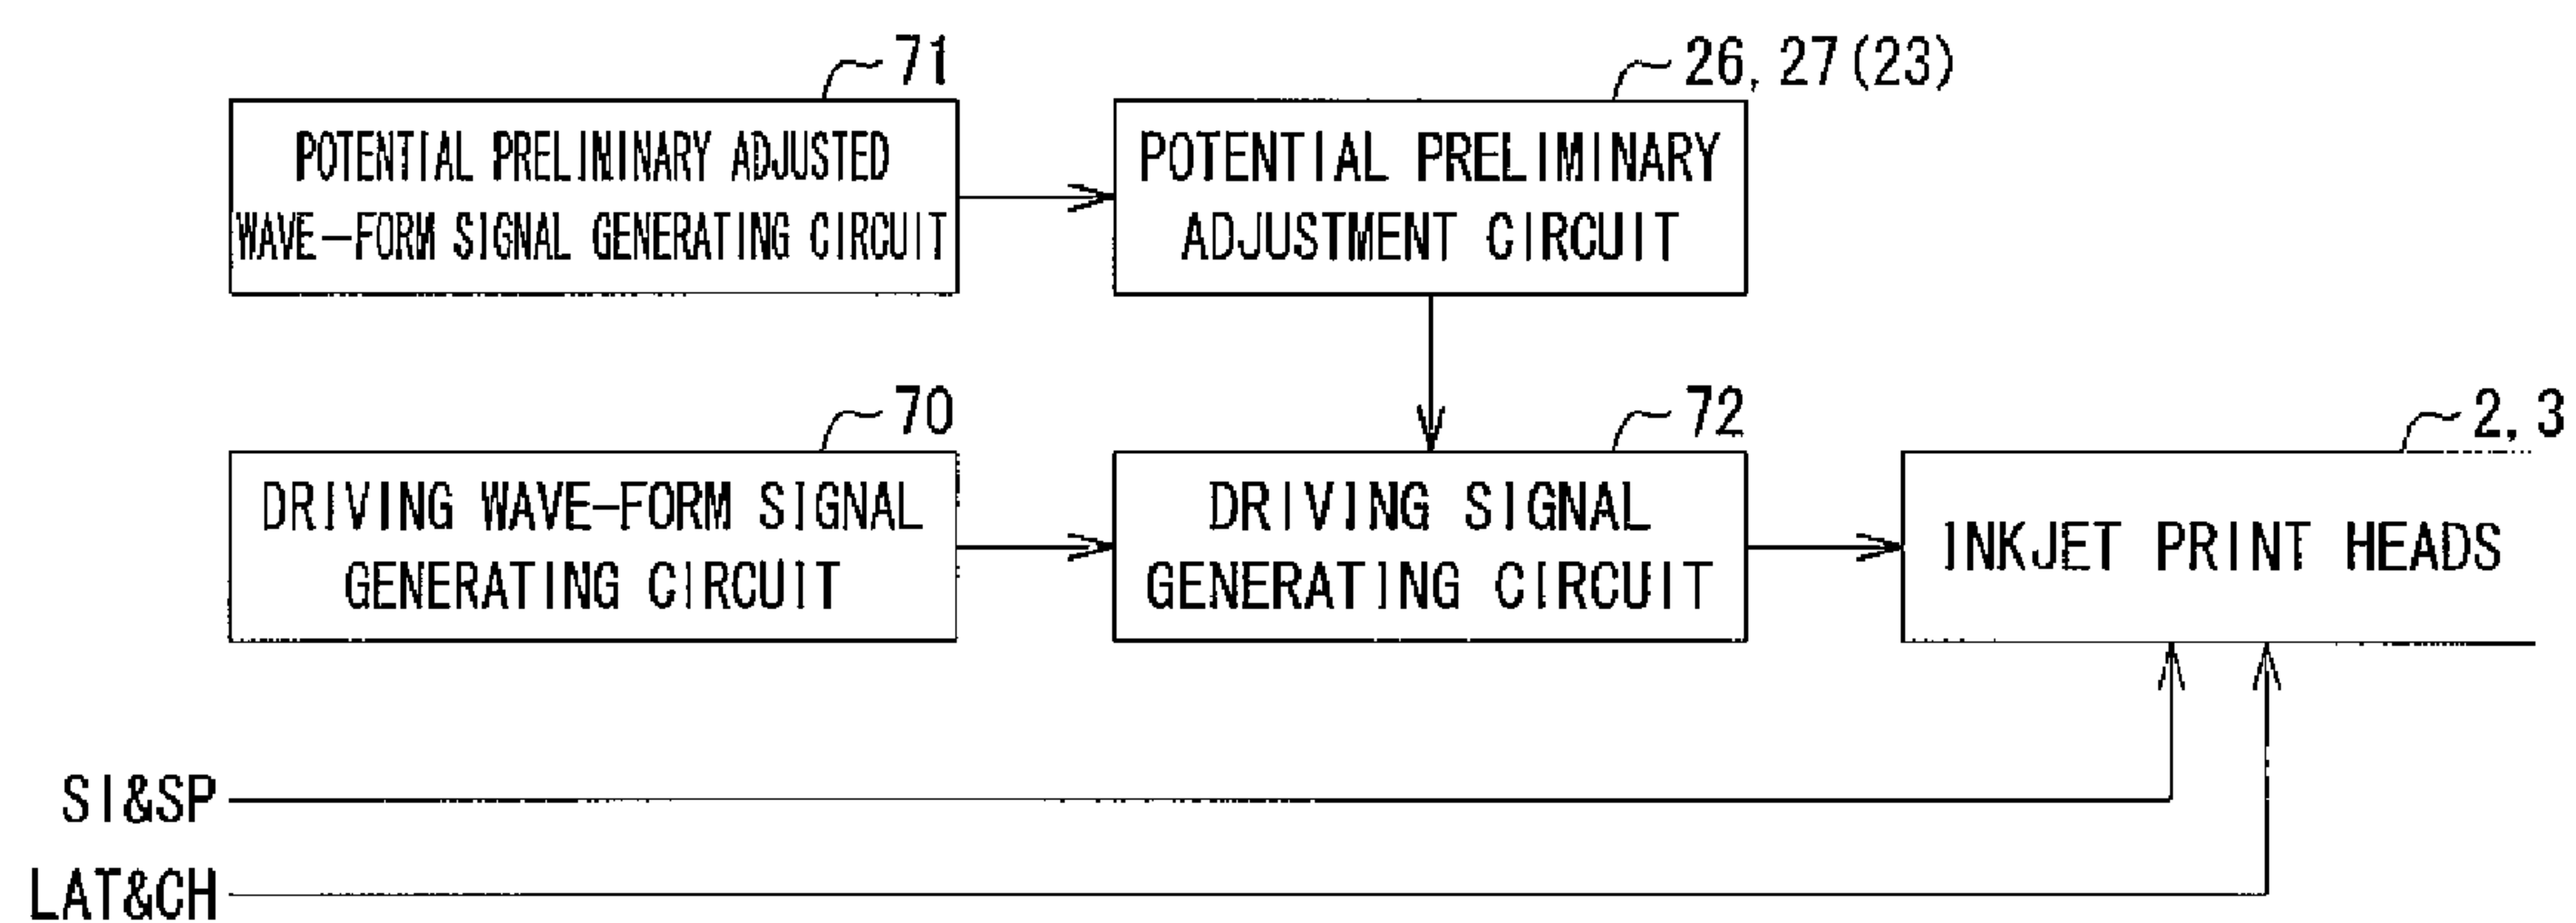 71
26, 27(23)
POTENTIAL PRELIMINARY ADJUSTED
WAVE-FORM SIGNAL GENERATING CIRCUIT
POTENTIAL PRELIMINARY
ADJUSTMENT CIRCUIT
70
72
2, 3
DRIVING WAVE-FORM SIGNAL
GENERATING CIRCUIT
DRIVING SIGNAL
GENERATING CIRCUIT
INKJET PRINT HEADS
SI&SP
LAT&CH